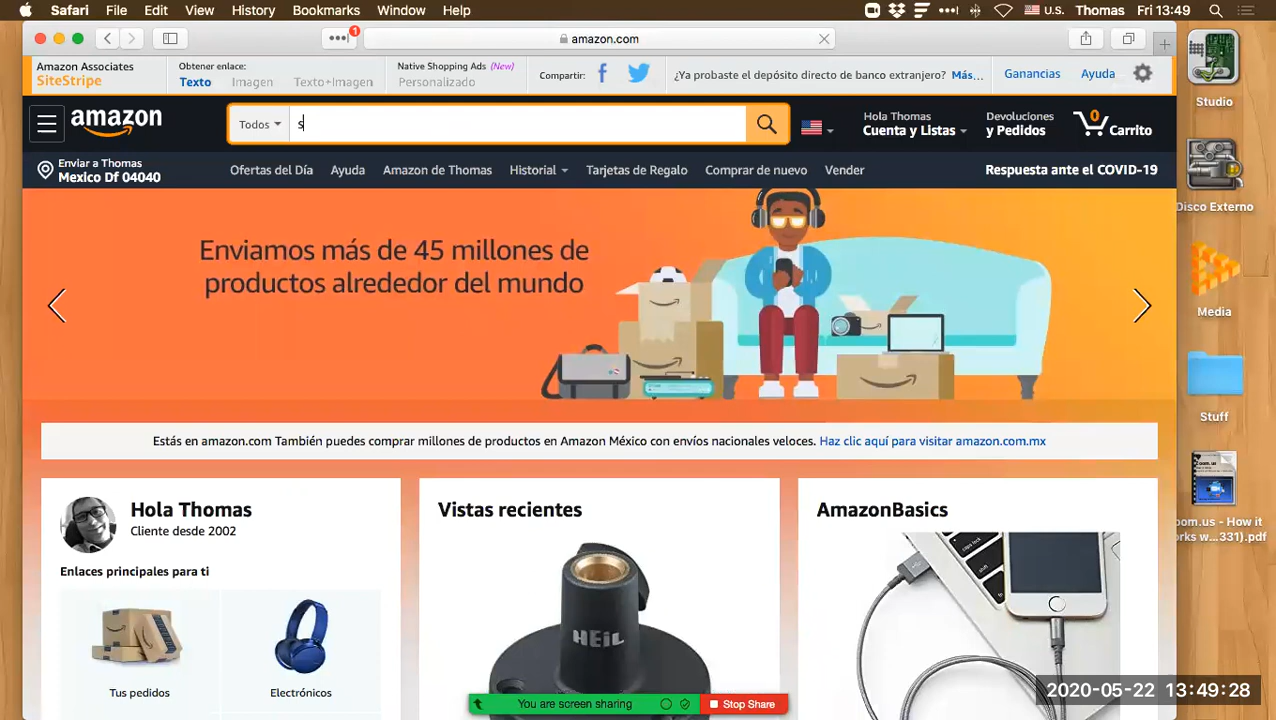 Safari File Edit View History Bookmarks Window Help
U.S. Thomas Fri 13:49
1
amazon.com
Amazon Associates
SiteStripe
Obtener enlace:
Texto Imagen Texto+Imagen
Native Shopping Ads (New)
Personalizado
Compartir:
¿Ya probaste el depósito directo de banco extranjero? Más...
Ganancias Ayuda
amazon
Todos
s
Hola Thomas
Cuenta y Listas
Devoluciones
y Pedidos
0
Carrito
Enviar a Thomas
Mexico Df 04040
Ofertas del Día Ayuda Amazon de Thomas Historial Tarjetas de Regalo Comprar de nuevo Vender
Respuesta ante el COVID-19
Enviamos más de 45 millones de
productos alrededor del mundo
Estás en amazon.com También puedes comprar millones de productos en Amazon México con envíos nacionales veloces. Haz clic aquí para visitar amazon.com.mx
Hola Thomas
Cliente desde 2002
Enlaces principales para ti
Tus pedidos
Electrónicos
Vistas recientes
HEIL
AmazonBasics
caps lock
You are screen sharing
Stop Share
Studio
Disco Externo
Media
Stuff
oom.us - How it
orks w...331).pdf
2020-05-22 13:49:28